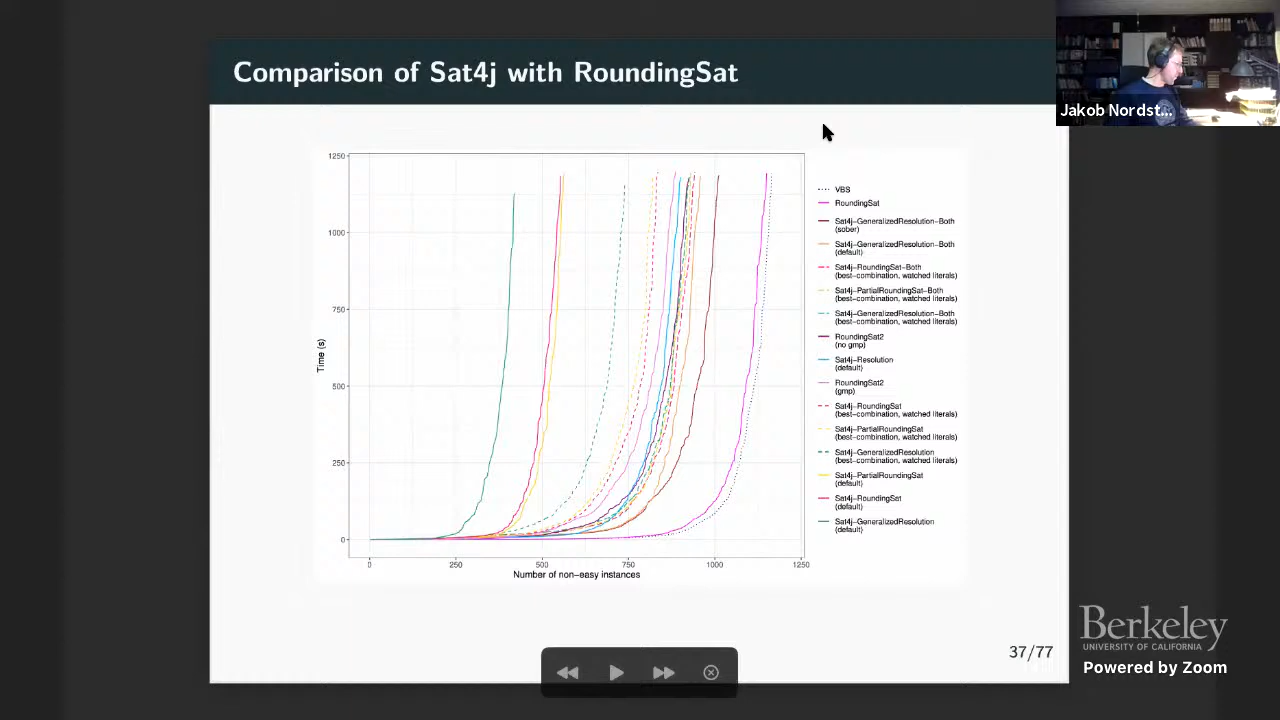 Comparison of Sat4j with RoundingSat
Jakob Nordst...
1250
1000
750
500
250
0
Time (s)
0 250 500 750 1000 1250
Number of non−easy instances
VBS
RoundingSat
Sat4j−GeneralizedResolution−Both
(sober)
Sat4j−GeneralizedResolution−Both
(default)
Sat4j−RoundingSat−Both
(best−combination, watched literals)
Sat4j−PartialRoundingSat−Both
(best−combination, watched literals)
Sat4j−GeneralizedResolution−Both
(best−combination, watched literals)
RoundingSat2
(no gmp)
Sat4j−Resolution
(default)
RoundingSat2
(gmp)
Sat4j−RoundingSat
(best−combination, watched literals)
Sat4j−PartialRoundingSat
(best−combination, watched literals)
Sat4j−GeneralizedResolution
(best−combination, watched literals)
Sat4j−PartialRoundingSat
(default)
Sat4j−RoundingSat
(default)
Sat4j−GeneralizedResolution
(default)
37/77
Berkeley
UNIVERSITY OF CALIFORNIA
Powered by Zoom